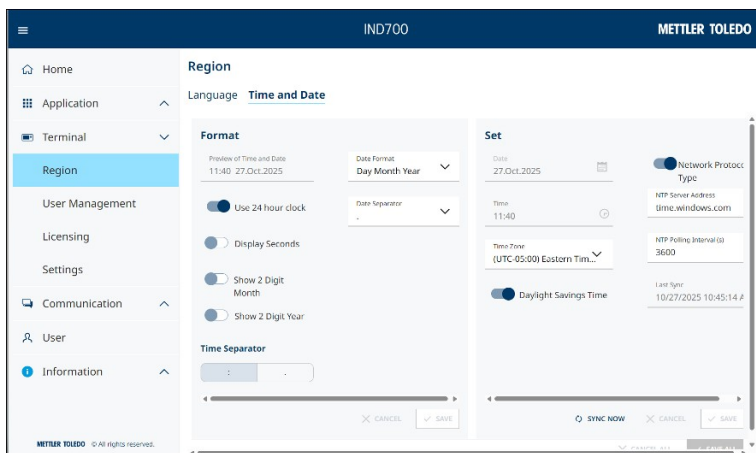 IND700
METTLER TOLEDO
Home
Application
Terminal
Region
User Management
Licensing
Settings
Communication
User
Information
METTLER TOLEDO © All rights reserved.
Region
Language Time and Date
Format
Preview of Time and Date
11:40 27.Oct.2025
Date Format
Day Month Year
Use 24 hour clock
Date Separator
.
Display Seconds
Show 2 Digit
Month
Show 2 Digit Year
Time Separator
: .
CANCEL SAVE
Set
Date
27.Oct.2025
Network Protoc
Type
Time
11:40
NTP Server Address
time.windows.com
Time Zone
(UTC-05:00) Eastern Tim...
NTP Polling Interval (s)
3600
Daylight Savings Time
Last Sync
10/27/2025 10:45:14 A
SYNC NOW CANCEL SAVE
CANCEL ALL